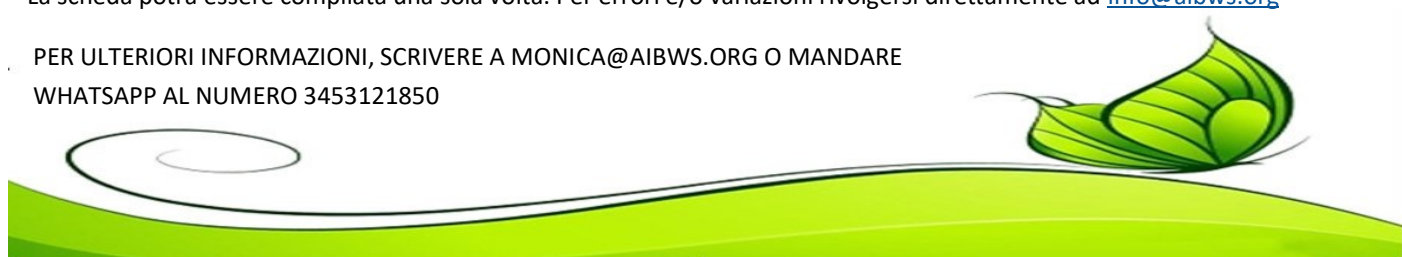 La scheda potrà essere compilata una sola volta. Per errori e/o variazioni rivolgersi direttamente ad info@aibws.org
PER ULTERIORI INFORMAZIONI, SCRIVERE A MONICA@AIBWS.ORG O MANDARE
WHATSAPP AL NUMERO 3453121850